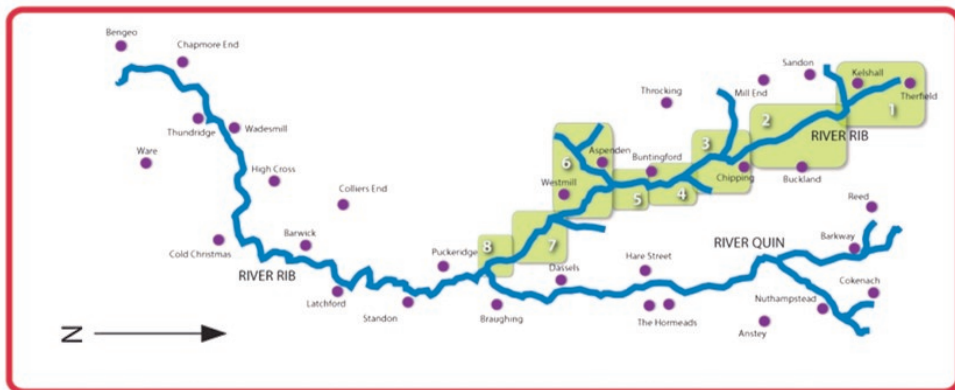 Bengeo
Chapmore End
Sandon
Kelshall
Mill End
Throcking
Therfield
2
1
Thundridge
Wadesmill
RIVER RIB
3
Aspenden
Buntingford
6
Ware
High Cross
Chipping
Buckland
Westmill
4
5
Colliers End
Reed
Barwick
Cold Christmas
8
7
RIVER QUIN
Barkway
Puckeridge
Hare Street
RIVER RIB
Dassels
Cokenach
Latchford
Nuthampstead
Standon
Braughing
The Hormeads
Anstey
N